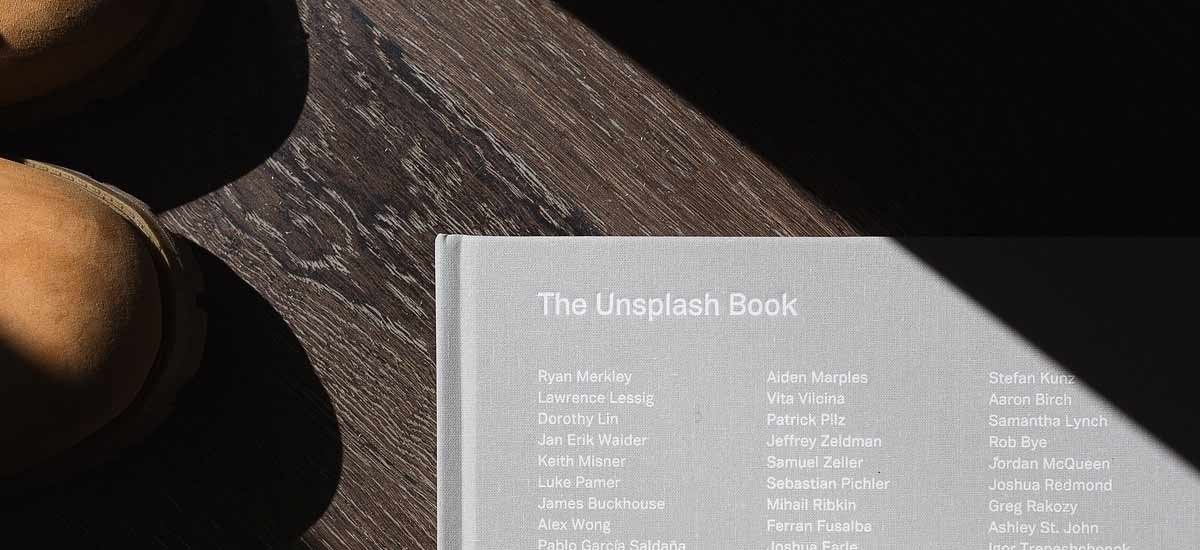 The Unsplash Book
Ryan Merkley
Lawrence Lessig
Dorothy Lin
Jan Erik Waider
Keith Misner
Luke Pamer
James Buckhouse
Alex Wong
Pablo García Saldaña
Aiden Marples
Vita Vilcina
Patrick Pilz
Jeffrey Zeldman
Samuel Zeller
Sebastian Pichler
Mihail Ribkin
Ferran Fusalba
Joshua Earle
Stefan Kunz
Aaron Birch
Samantha Lynch
Rob Bye
Jordan McQueen
Joshua Redmond
Greg Rakozy
Ashley St. John
Igor